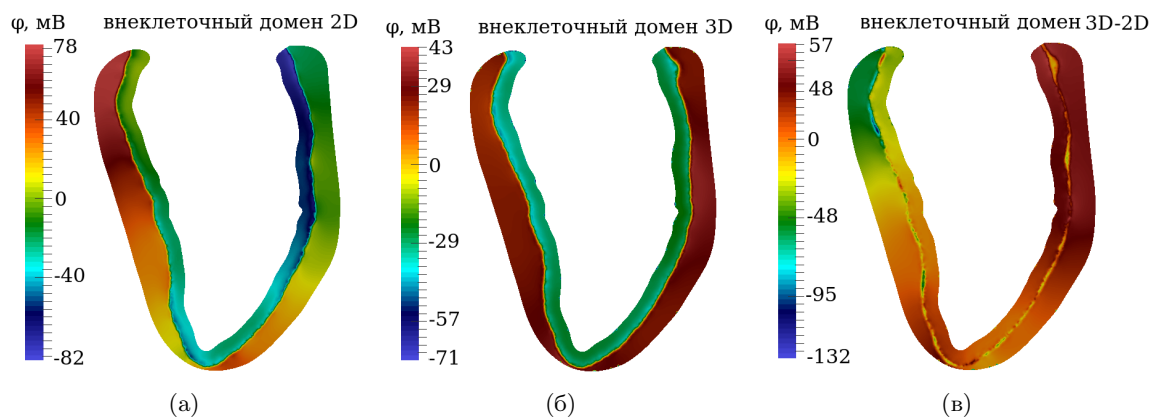 φ, мВ внеклеточный домен 2D
78
40
0
-40
-82
(а)
φ, мВ внеклеточный домен 3D
43
29
0
-29
-57
-71
(б)
φ, мВ внеклеточный домен 3D-2D
57
48
0
-48
-95
-132
(в)